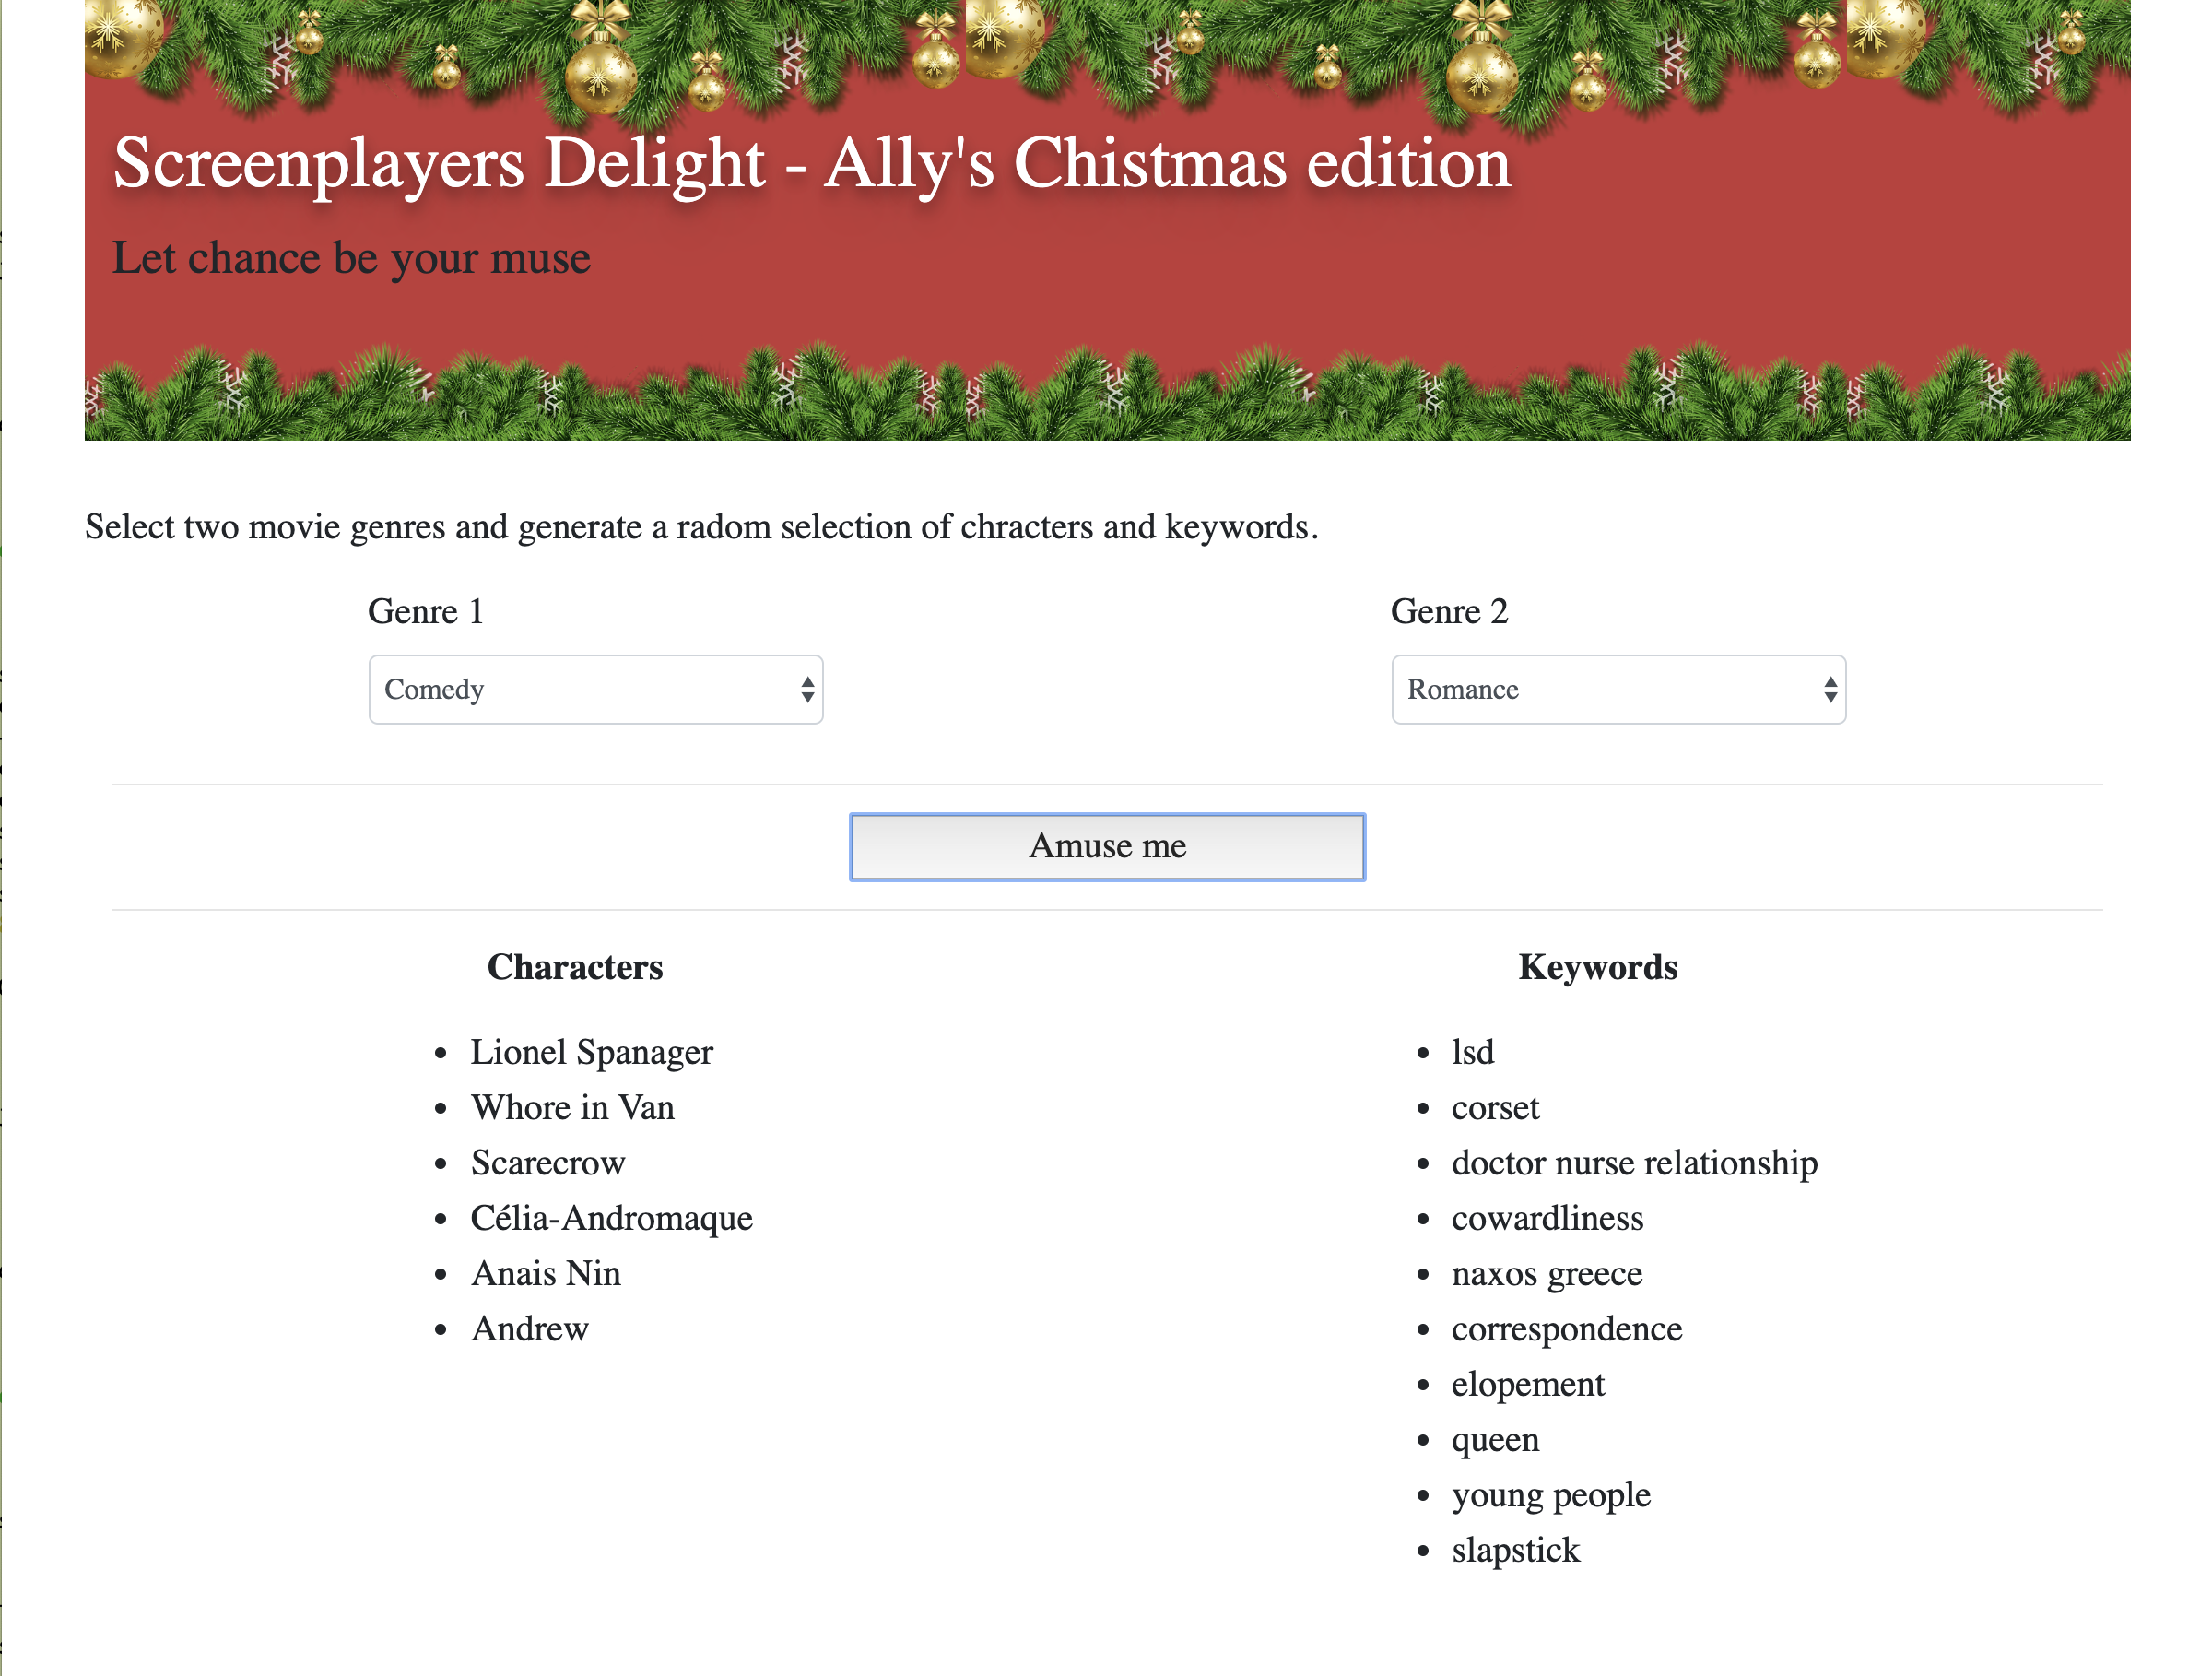 Screenplayers Delight - Ally's Chistmas edition
Let chance be your muse
Select two movie genres and generate a radom selection of chracters and keywords.
Genre 1
Genre 2
Comedy
Romance
Amuse me
Characters
Lionel Spanager
Whore in Van
Scarecrow
Célia-Andromaque
Anais Nin
Andrew
Keywords
lsd
corset
doctor nurse relationship
cowardliness
naxos greece
correspondence
elopement
queen
young people
slapstick